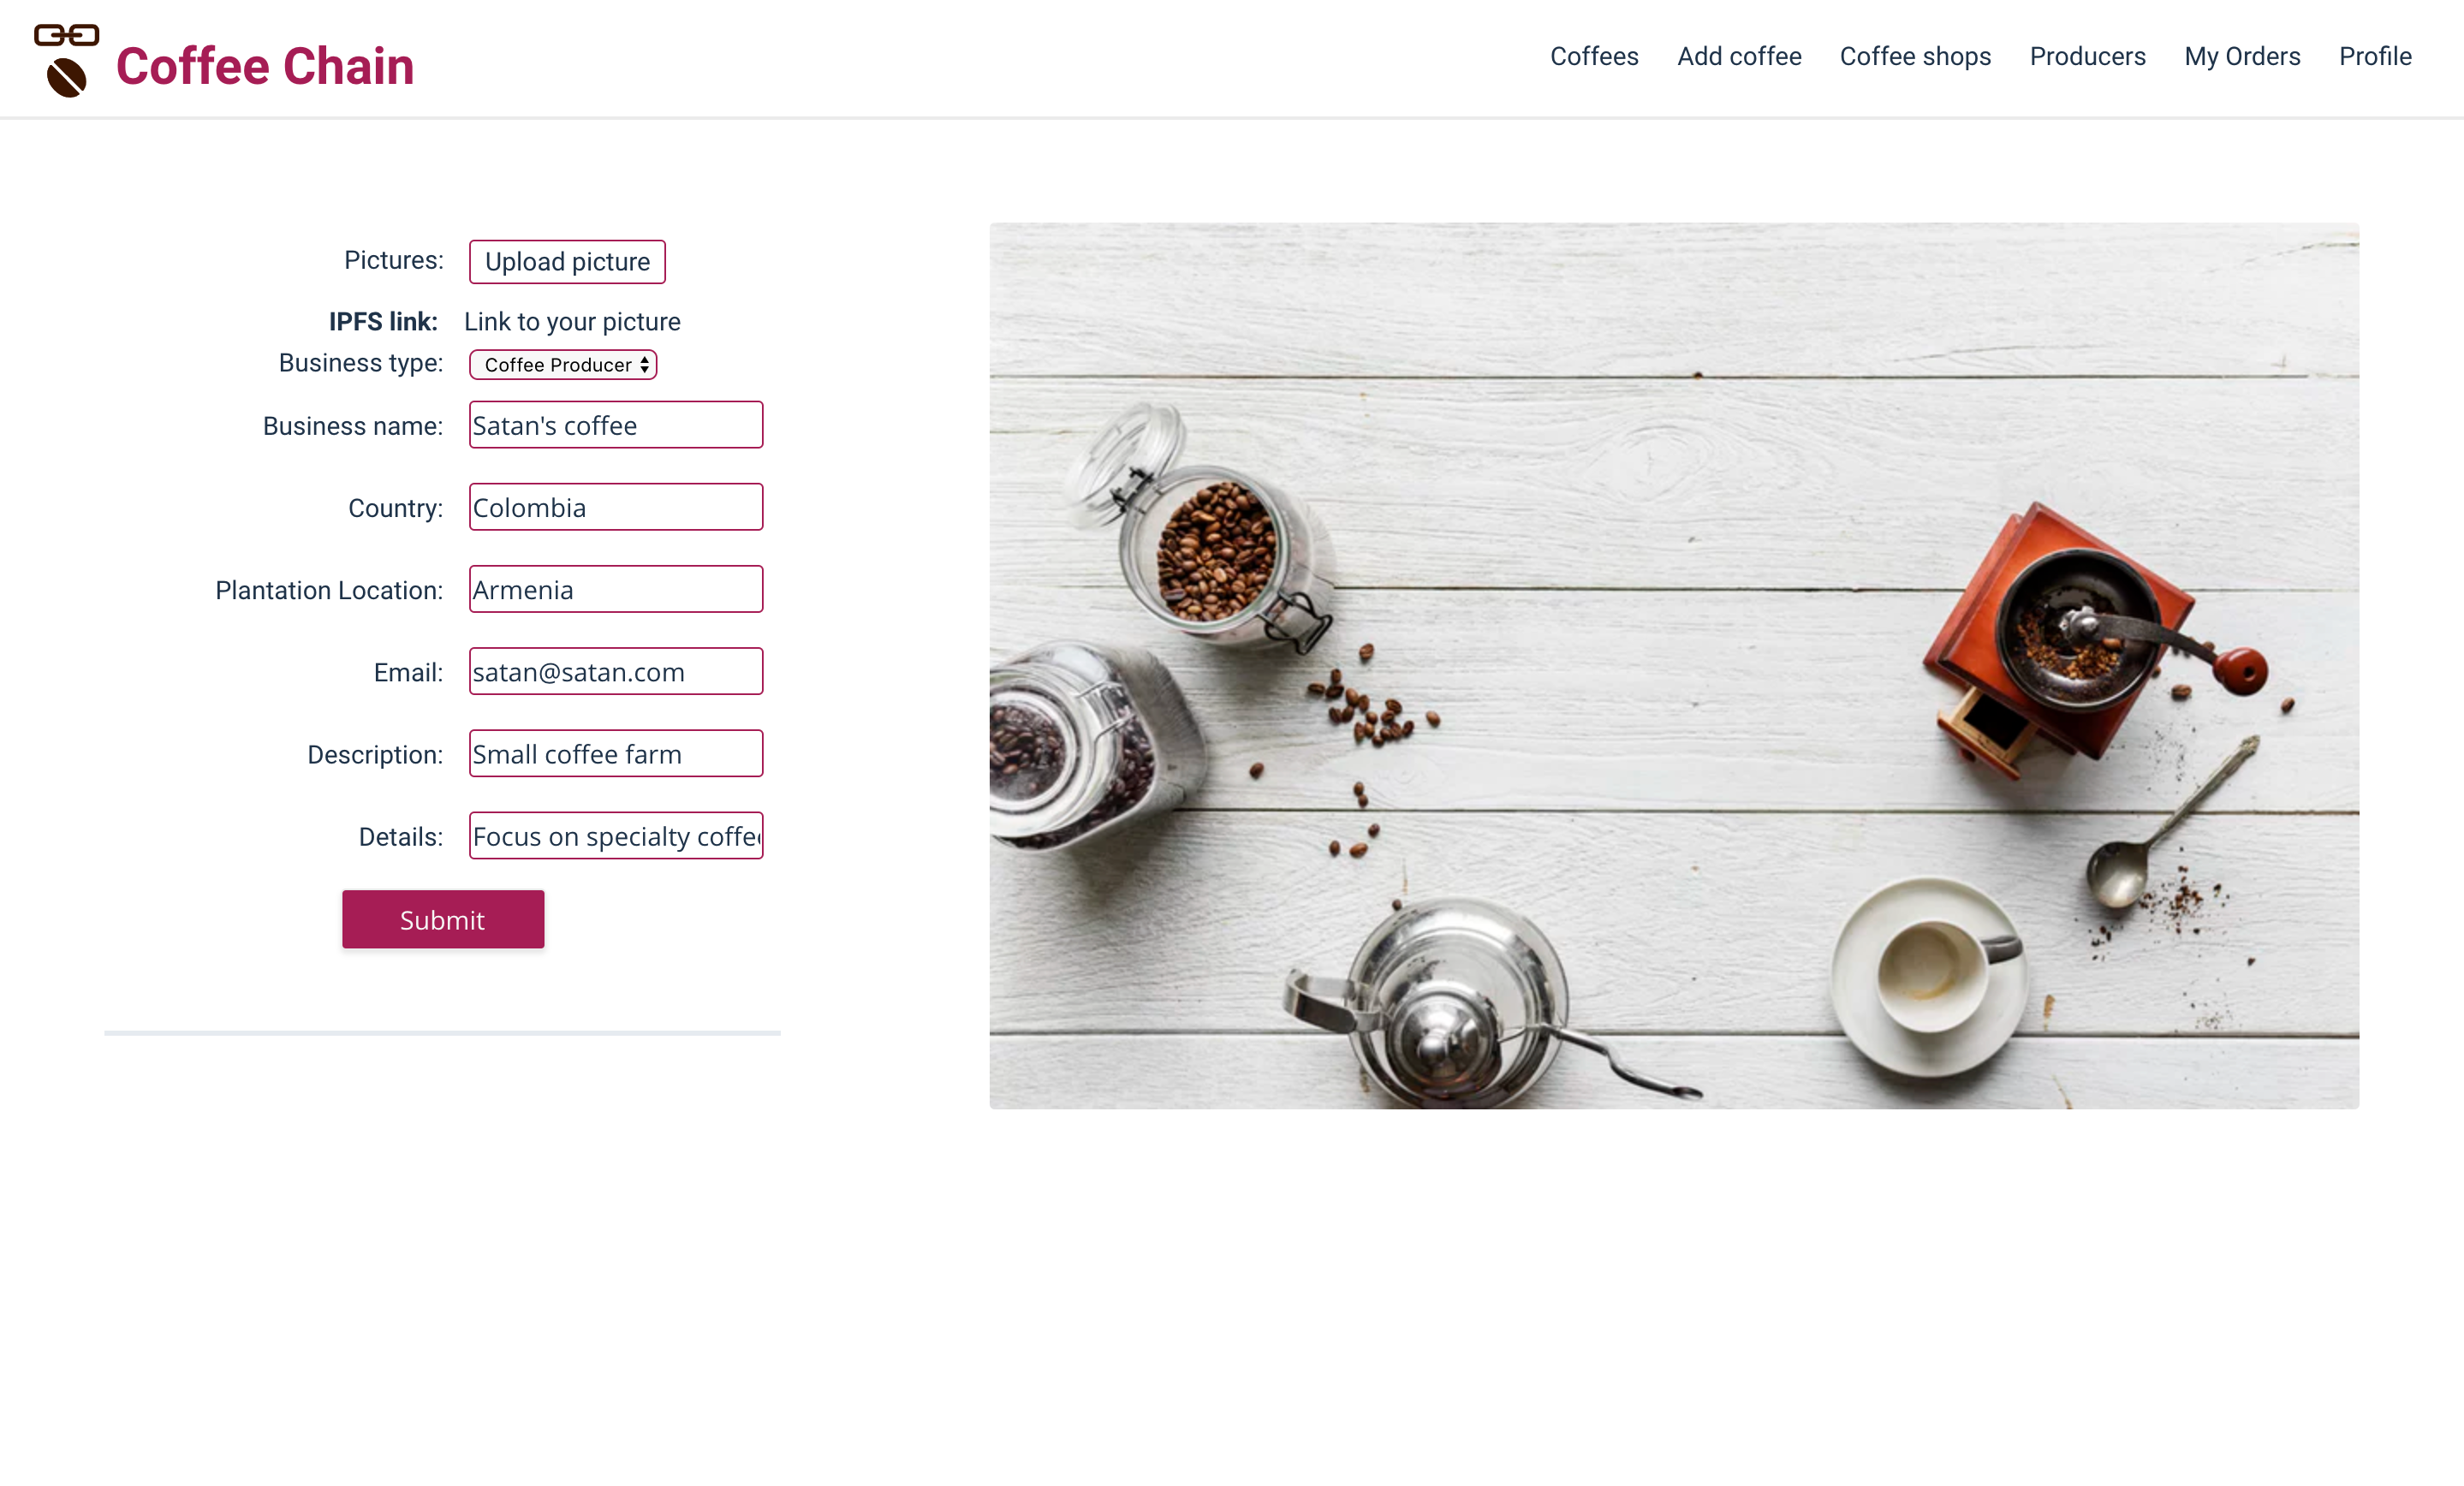 Coffee Chain
Coffees Add coffee Coffee shops Producers My Orders Profile
Pictures: Upload picture
IPFS link: Link to your picture
Business type: Coffee Producer
Business name: Satan's coffee
Country: Colombia
Plantation Location: Armenia
Email: satan@satan.com
Description: Small coffee farm
Details: Focus on specialty coffe
Submit